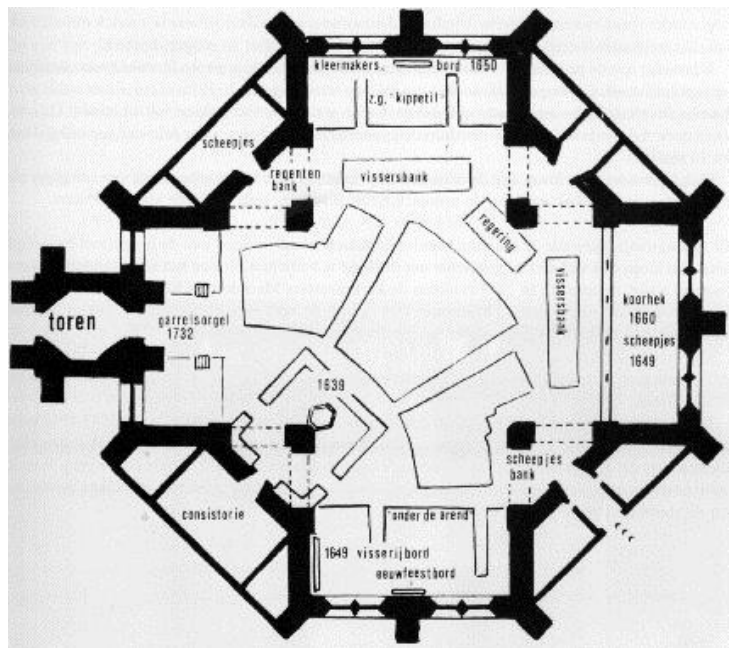 kleermakers bord 1650
z.g. "kippetil"
scheepjes
regenten
bank
vissersbank
regering
vissersbank
koorhek
1660
scheepjes
1649
toren
garrelsorgel
1732
1639
scheepjes
bank
consistorie
"onder de arend"
1649 visserijbord
eeuwfeestbord